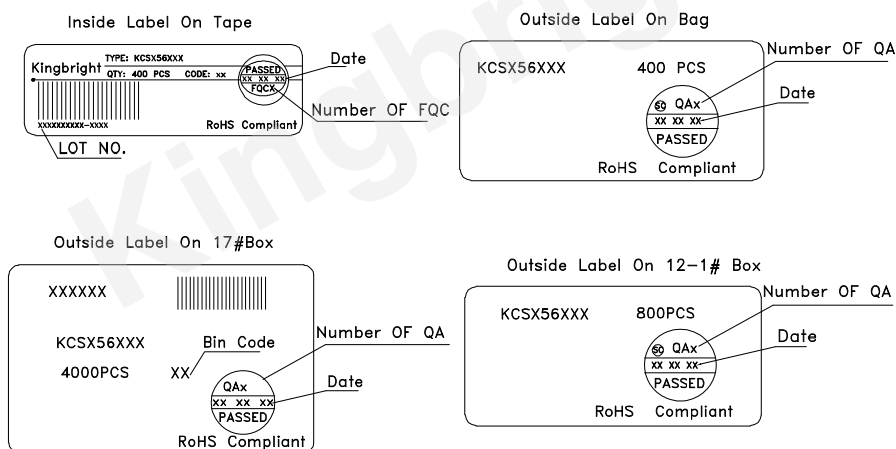 Inside Label On Tape
Kingbright
TYPE: KCSX56XXX
QTY: 400 PCS CODE: xx
PASSED
XX XX XX
FQCX
xxxxxxxxxx-xxxx
RoHS Compliant
Date
Number OF FQC
LOT NO.
Outside Label On Bag
KCSX56XXX 400 PCS
SC QAx
XX XX XX
PASSED
RoHS Compliant
Number OF QA
Date
Outside Label On 17#Box
XXXXXX
KCSX56XXX
Bin Code
4000PCS XX
QAx
XX XX XX
PASSED
RoHS Compliant
Number OF QA
Date
Outside Label On 12-1# Box
KCSX56XXX 800PCS
SC QAx
XX XX XX
PASSED
RoHS Compliant
Number OF QA
Date
Kingbrigh